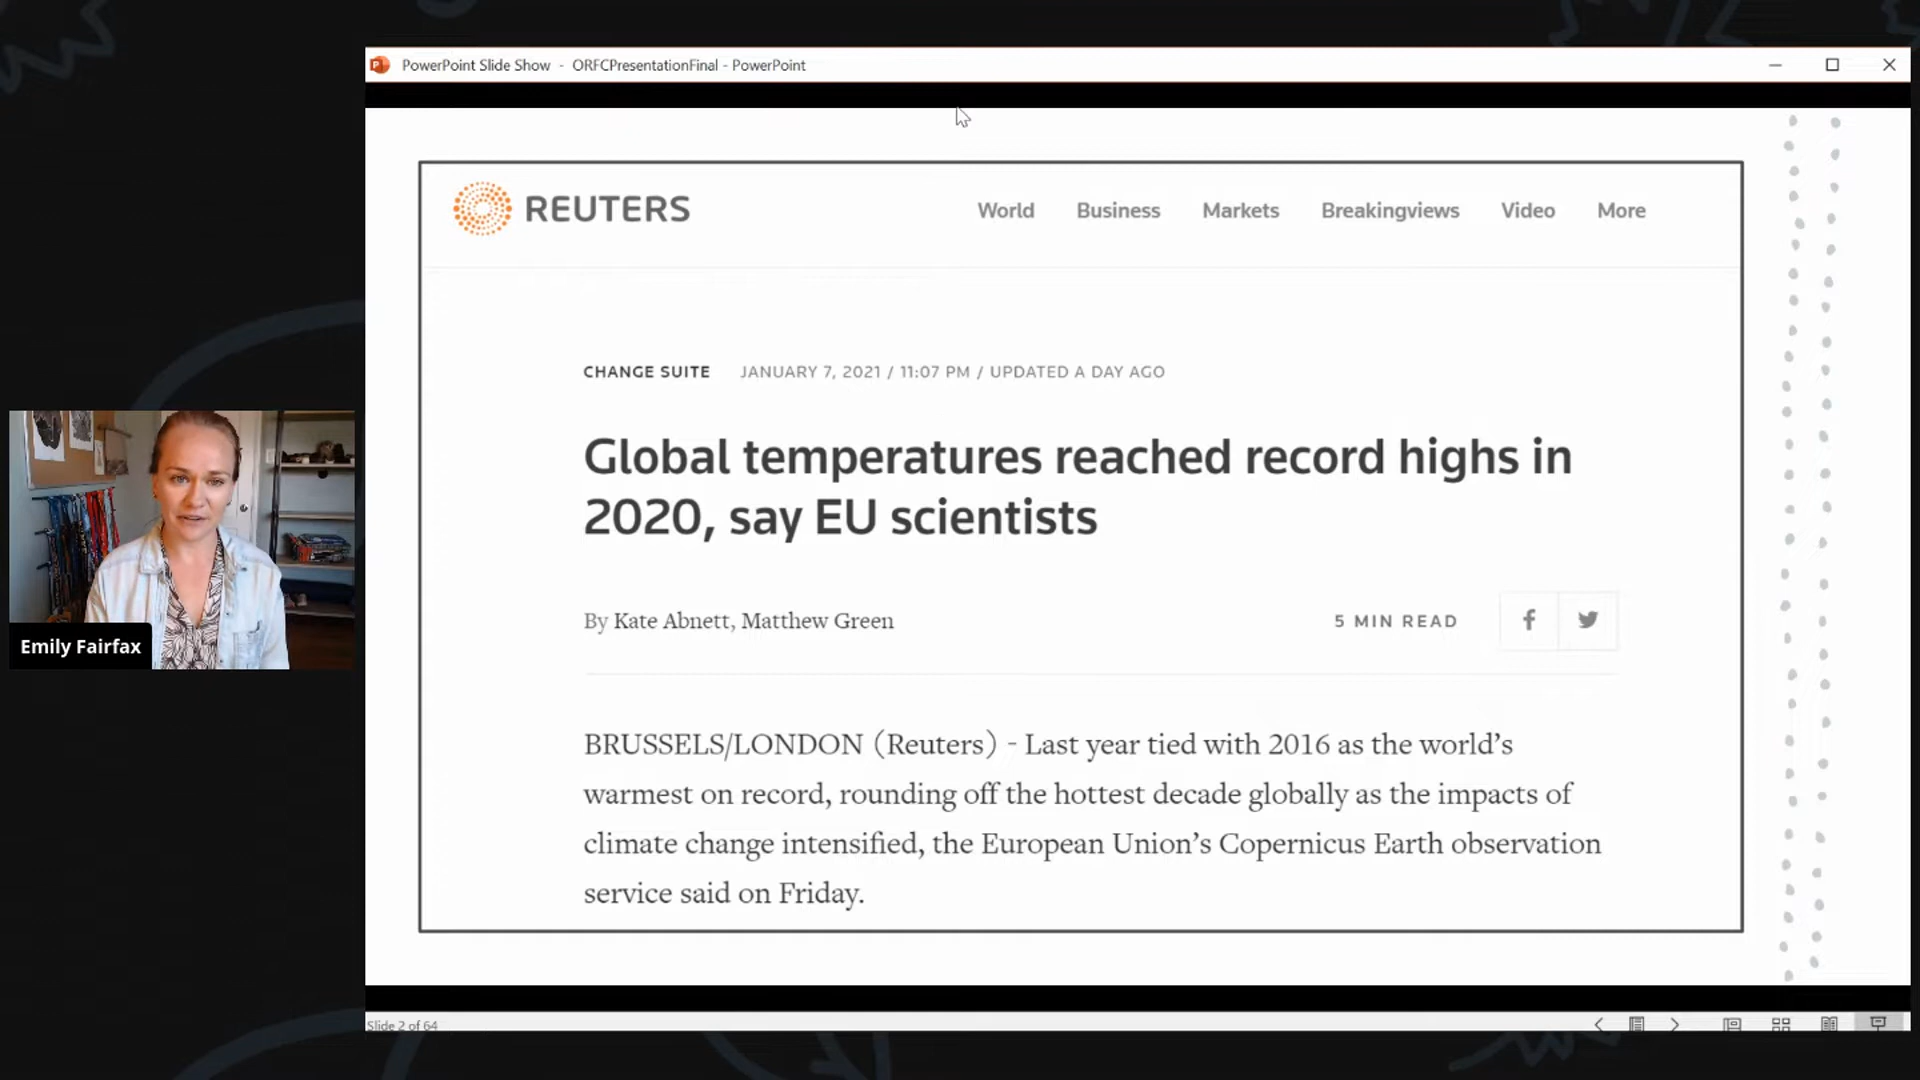 PowerPoint Slide Show - ORFCPresentationFinal - PowerPoint
REUTERS
World Business Markets Breakingviews Video More
CHANGE SUITE JANUARY 7, 2021 / 11:07 PM / UPDATED A DAY AGO
Global temperatures reached record highs in
2020, say EU scientists
By Kate Abnett, Matthew Green
5 MIN READ
BRUSSELS/LONDON (Reuters) - Last year tied with 2016 as the world’s
warmest on record, rounding off the hottest decade globally as the impacts of
climate change intensified, the European Union’s Copernicus Earth observation
service said on Friday.
Emily Fairfax
Slide 2 of 64